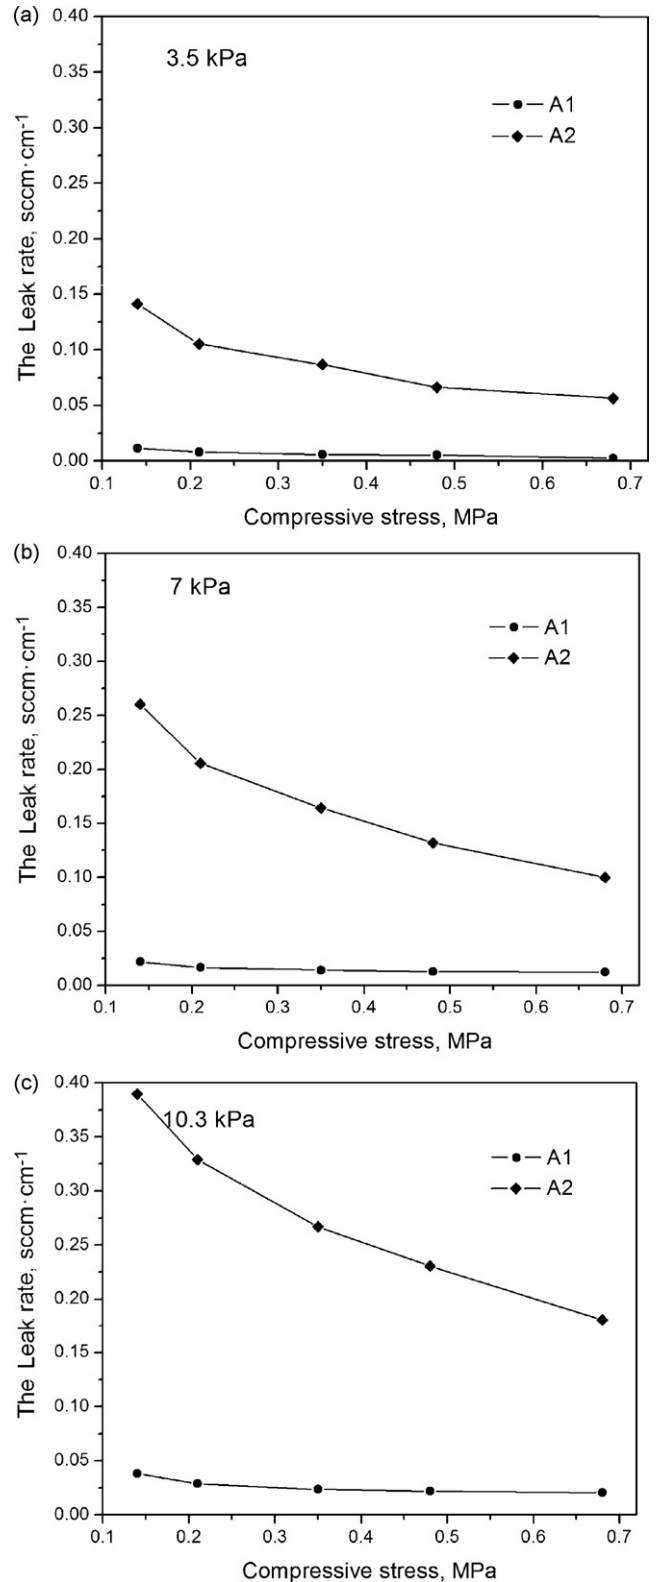 (a)
0.40
3.5 kPa
0.35
A1
0.30
A2
0.25
0.20
0.15
0.10
0.05
0.00
The Leak rate, sccm·cm⁻¹
0.1 0.2 0.3 0.4 0.5 0.6 0.7
Compressive stress, MPa
(b)
0.40
7 kPa
0.35
A1
0.30
A2
0.25
0.20
0.15
0.10
0.05
0.00
The Leak rate, sccm·cm⁻¹
0.1 0.2 0.3 0.4 0.5 0.6 0.7
Compressive stress, MPa
(c)
0.40
10.3 kPa
0.35
A1
0.30
A2
0.25
0.20
0.15
0.10
0.05
0.00
The Leak rate, sccm·cm⁻¹
0.1 0.2 0.3 0.4 0.5 0.6 0.7
Compressive stress, MPa